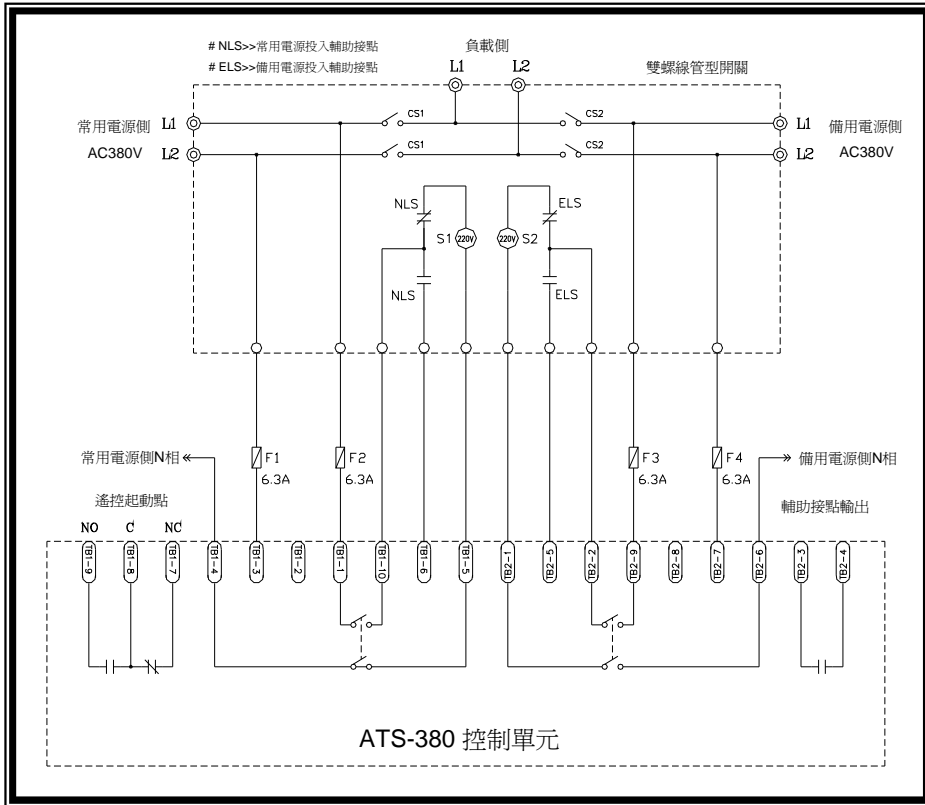 # NLS>>常用電源投入輔助接點
# ELS>>備用電源投入輔助接點
負載側
L1 L2
雙螺線管型開關
常用電源側 L1
AC380V L2
CS1
CS2
CS1
CS2
L1 備用電源側
L2 AC380V
NLS
ELS
S1 220V
220V S2
NLS
ELS
常用電源側N相
F1
6.3A
F2
6.3A
F3
6.3A
F4
6.3A
備用電源側N相
遙控起動點
輔助接點輸出
NO C NC
TB1-9
TB1-8
TB1-7
TB1-4
TB1-3
TB1-2
TB1-1
TB1-10
TB1-6
TB1-5
TB2-1
TB2-5
TB2-2
TB2-9
TB2-8
TB2-7
TB2-6
TB2-3
TB2-4
ATS-380 控制單元